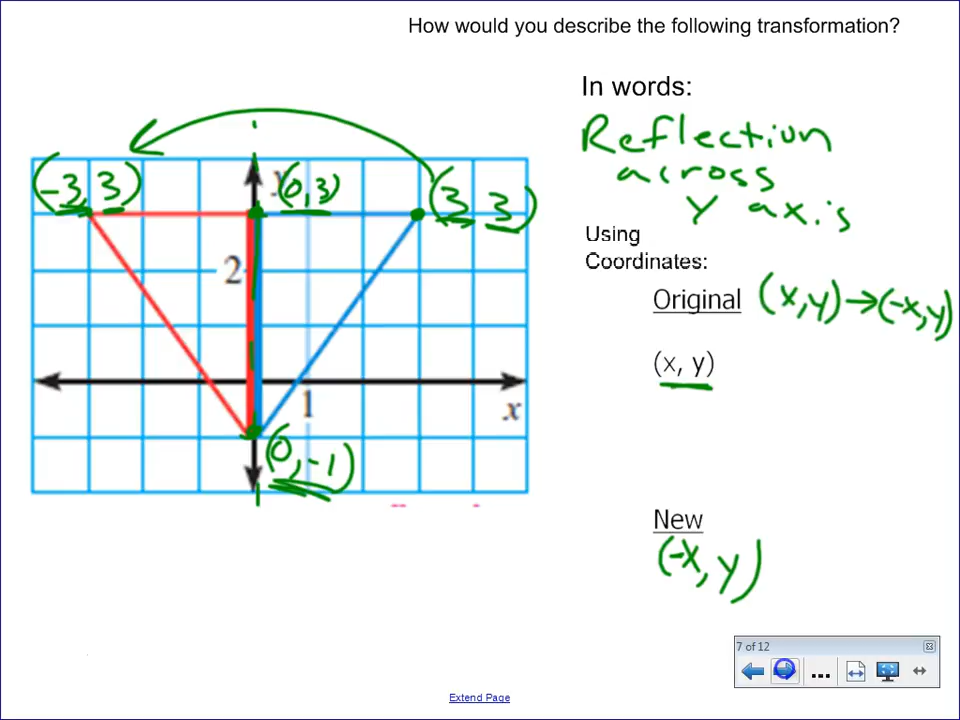 How would you describe the following transformation?
In words:
Reflection
across
y axis
(-3, 3)
y
(0, 3)
(3, 3)
Using
Coordinates:
2
Original (x, y) → (-x, y)
(x, y)
1
x
(0, -1)
New
(-x, y)
7 of 12
...
Extend Page